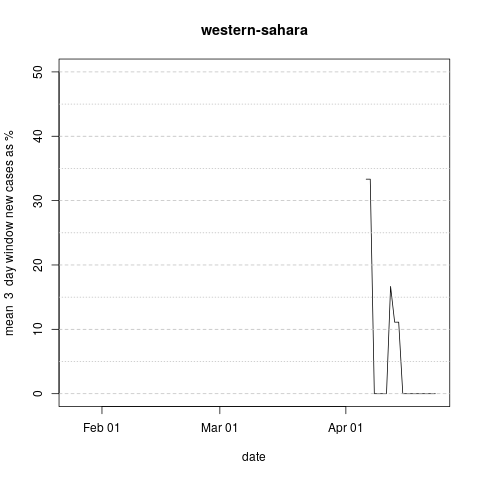 western-sahara
mean  3  day window new cases as %
50
40
30
20
10
0
Feb 01
Mar 01
Apr 01
date